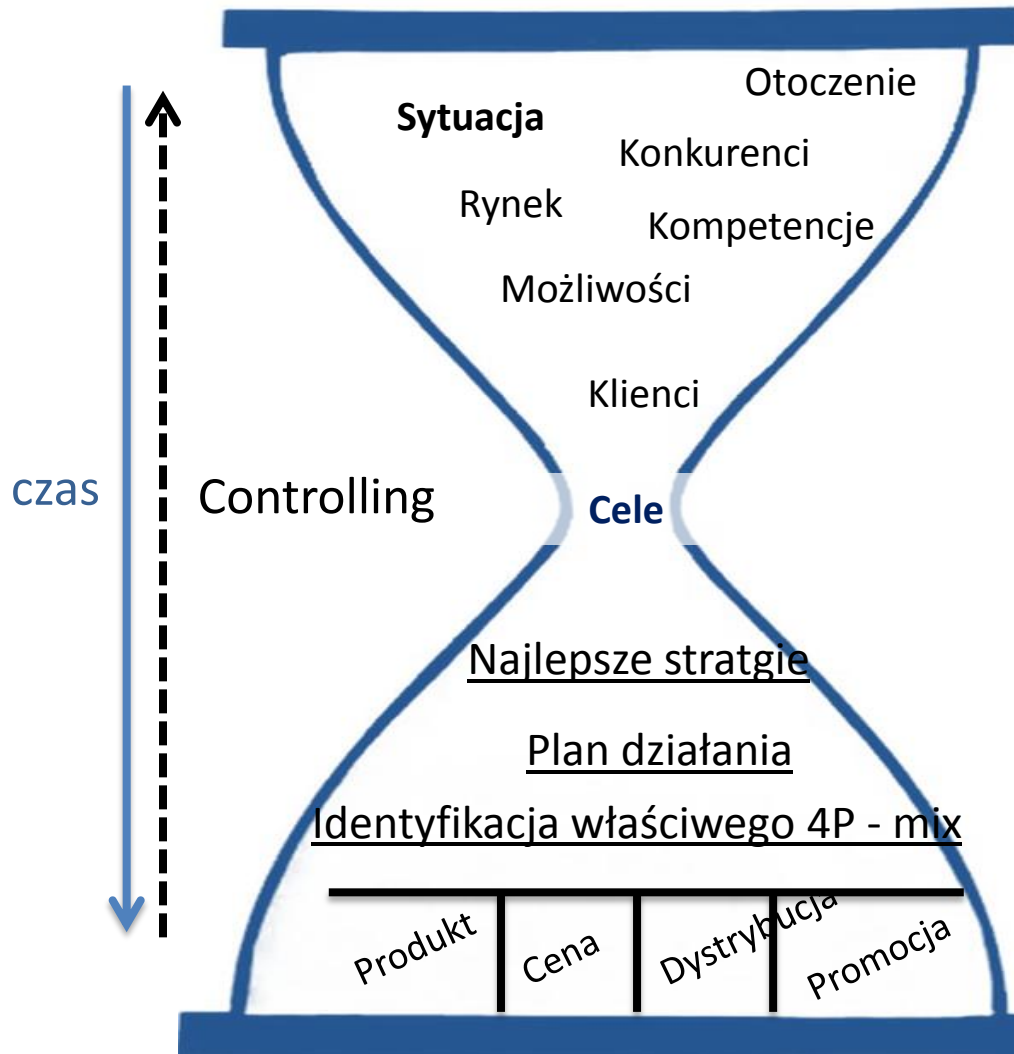 Otoczenie
Sytuacja
Konkurenci
Rynek
Kompetencje
Możliwości
Klienci
czas
Controlling
Cele
Najlepsze stratgie
Plan działania
Identyfikacja właściwego 4P - mix
Produkt
Cena
Dystrybucja
Promocja